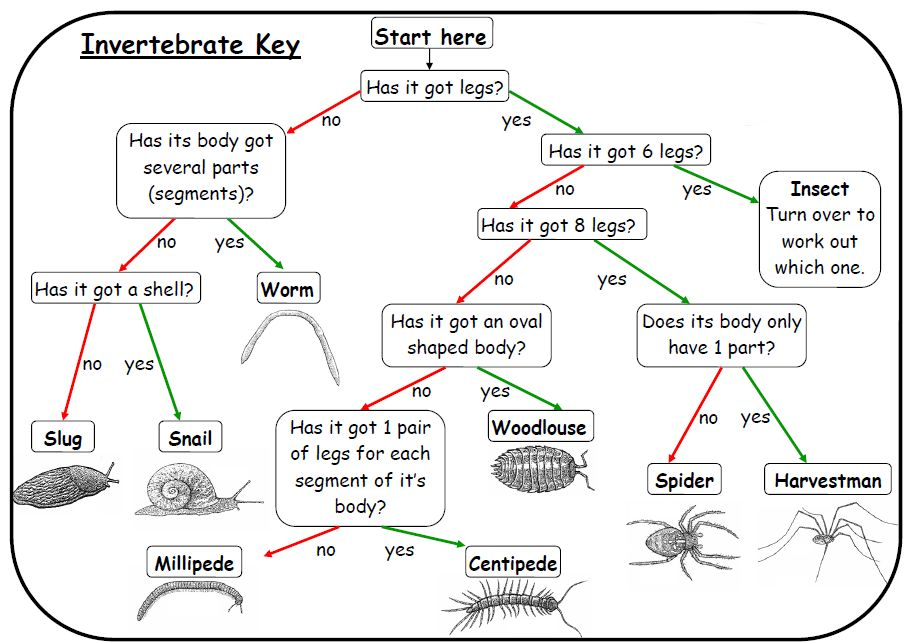 Invertebrate Key
Start here
Has it got legs?
no
yes
Has its body got
several parts
(segments)?
Has it got 6 legs?
no
yes
Insect
Turn over to
work out
which one.
Has it got 8 legs?
no
yes
no
yes
Has it got a shell?
Worm
Has it got an oval
shaped body?
Does its body only
have 1 part?
no
yes
no
yes
no
yes
Slug
Snail
Has it got 1 pair
of legs for each
segment of it's
body?
Woodlouse
Spider
Harvestman
no
yes
Millipede
Centipede